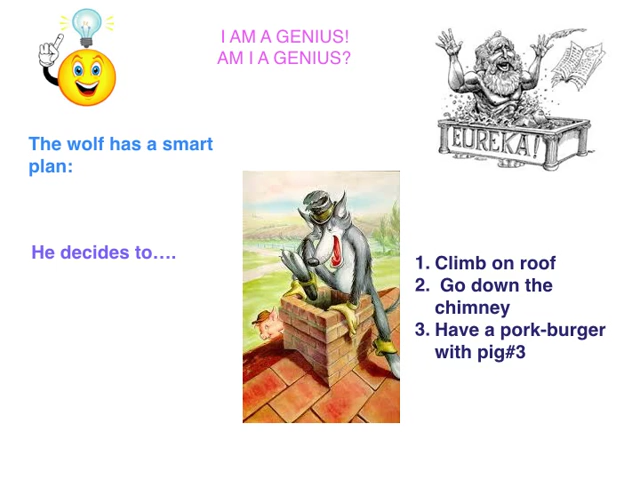 I AM A GENIUS!
AM I A GENIUS?
EUREKA!
The wolf has a smart
plan:
He decides to….
1. Climb on roof
2. Go down the
chimney
3. Have a pork-burger
with pig#3